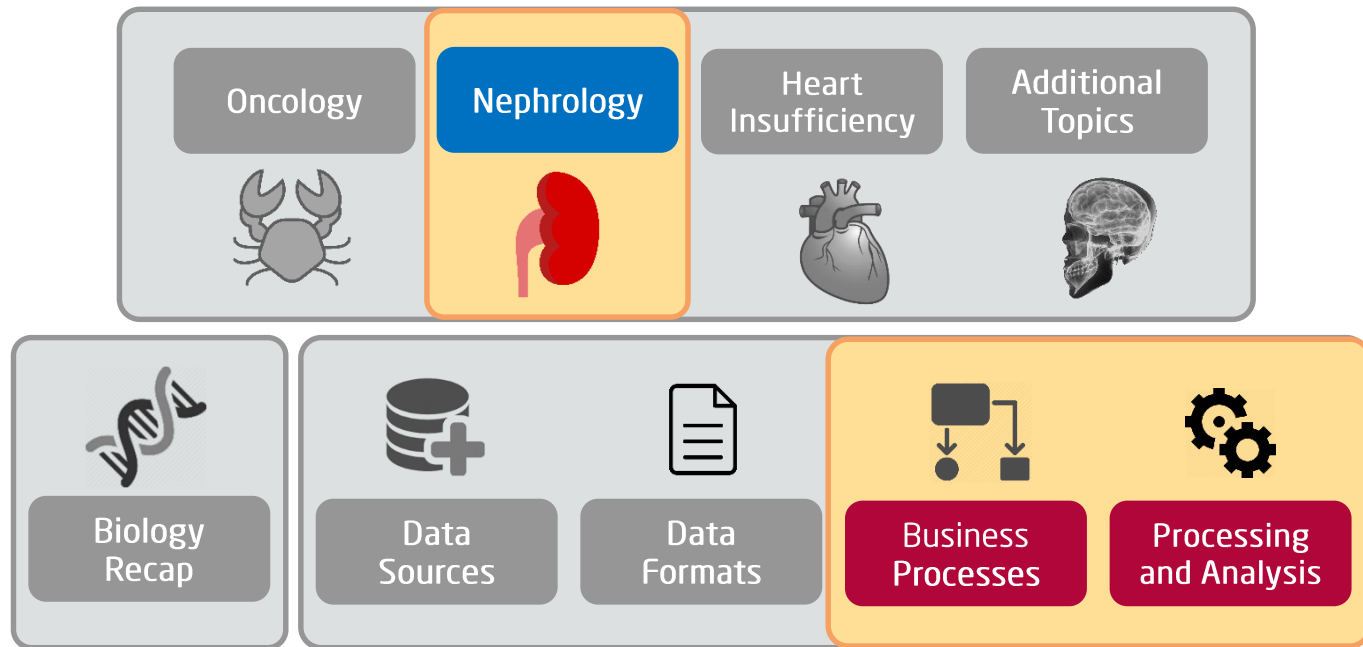 Oncology
Nephrology
Heart
Insufficiency
Additional
Topics
Biology
Recap
Data
Sources
Data
Formats
Business
Processes
Processing
and Analysis